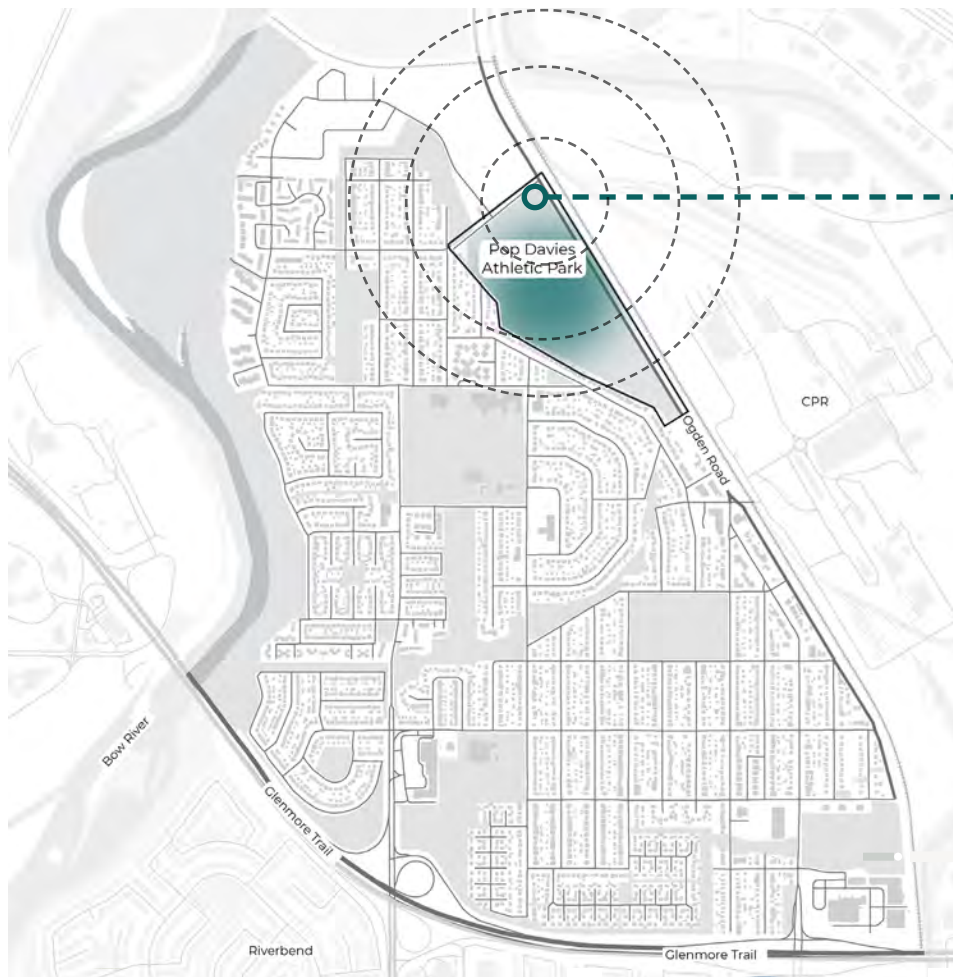 Pop Davies
Athletic Park
CPR
Ogden Road
Bow River
Glenmore Trail
Riverbend
Glenmore Trail